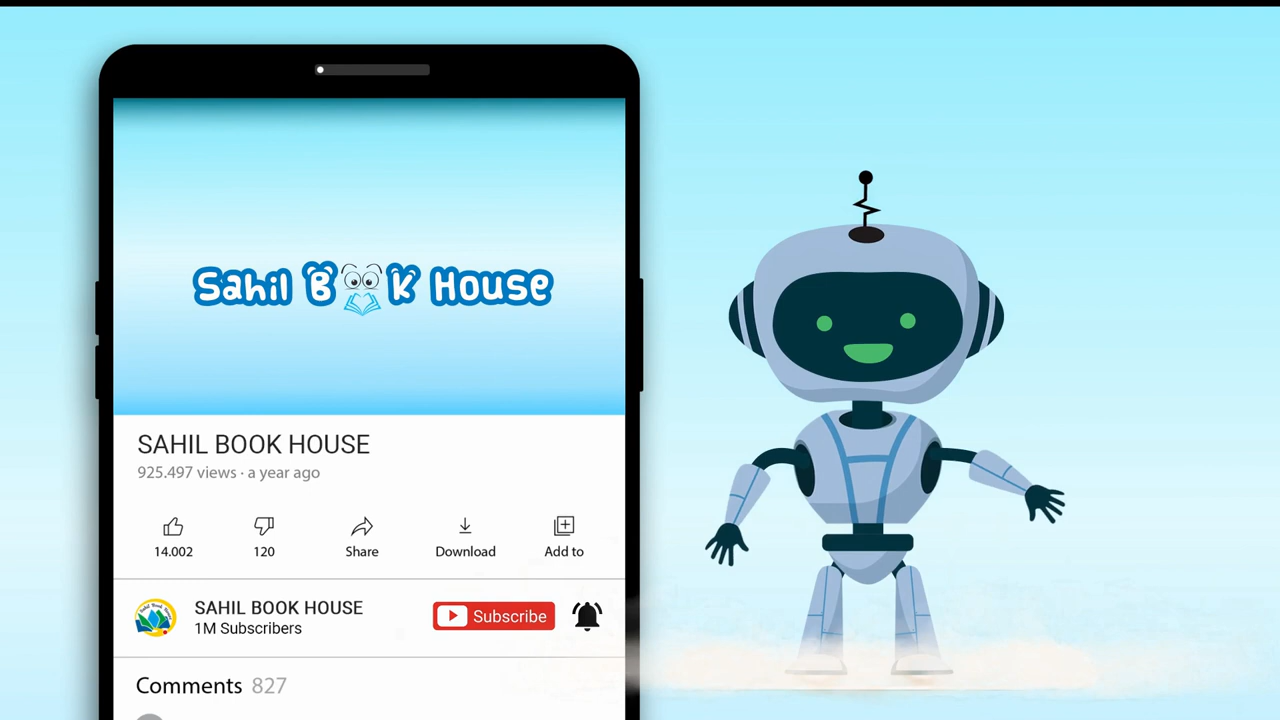 Sahil Book House
SAHIL BOOK HOUSE
925.497 views · a year ago
14.002
120
Share
Download
Add to
SAHIL BOOK HOUSE
1M Subscribers
Subscribe
Comments 827